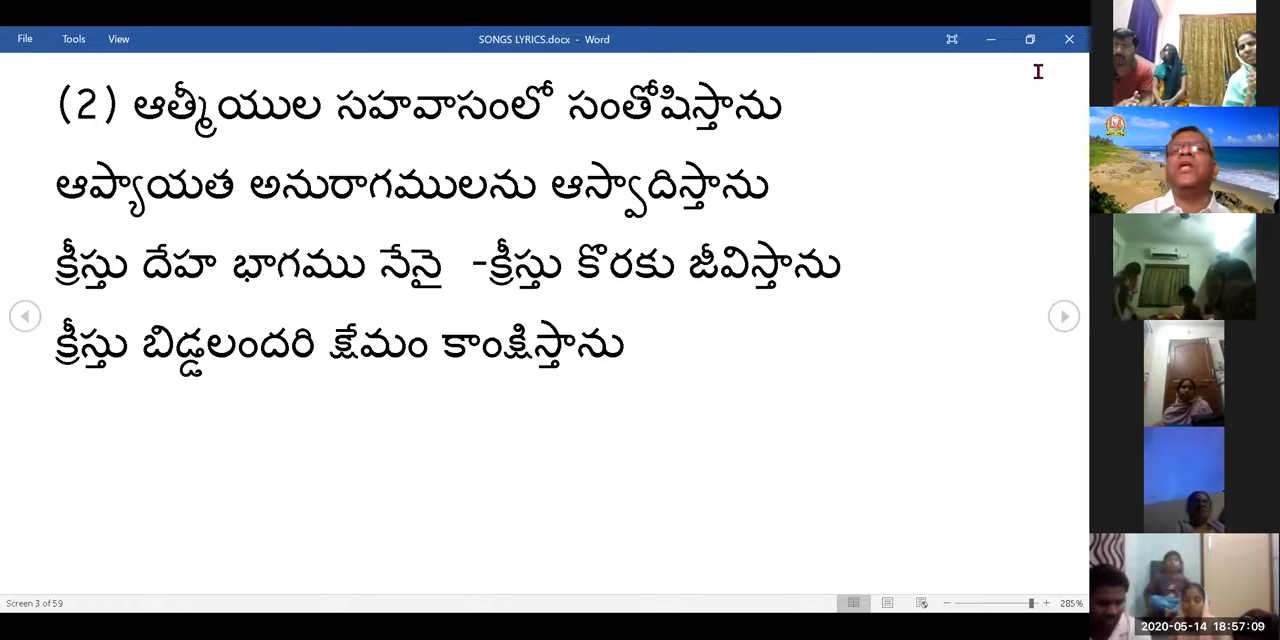 File Tools View SONGS LYRICS.docx - Word
(2) ఆత్మీయుల సహవాసంలో సంతోషిస్తాను
ఆప్యాయత అనురాగములను ఆస్వాదిస్తాను
క్రీస్తు దేహ భాగము నేనై -క్రీస్తు కొరకు జీవిస్తాను
క్రీస్తు బిడ్డలందరి క్షేమం కాంక్షిస్తాను
Screen 3 of 59 285%
2020-05-14 18:57:09